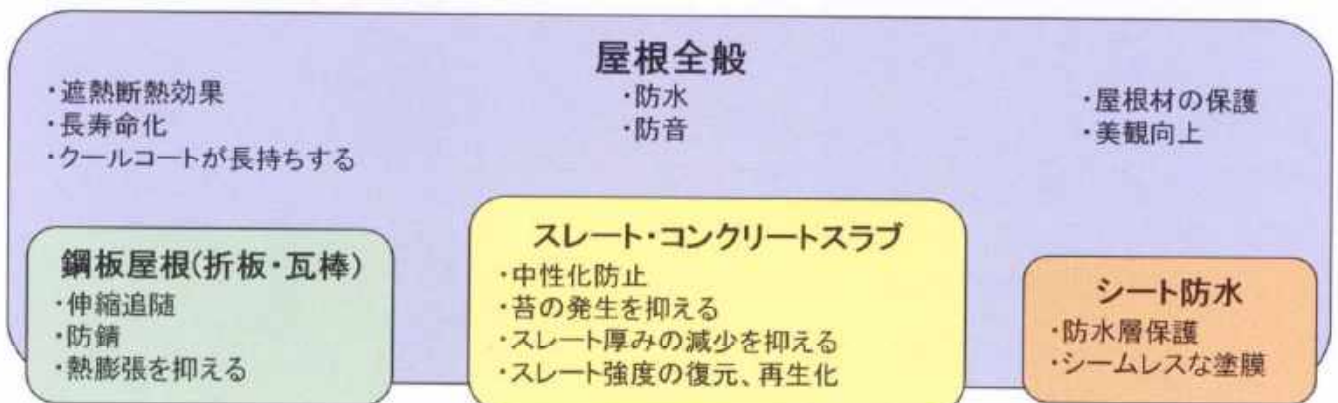 屋根全般
・遮熱断熱効果
・長寿命化
・クールコートが長持ちする
・防水
・防音
・屋根材の保護
・美観向上
鋼板屋根(折板・瓦棒)
・伸縮追随
・防錆
・熱膨張を抑える
スレート・コンクリートスラブ
・中性化防止
・苔の発生を抑える
・スレート厚みの減少を抑える
・スレート強度の復元、再生化
シート防水
・防水層保護
・シームレスな塗膜